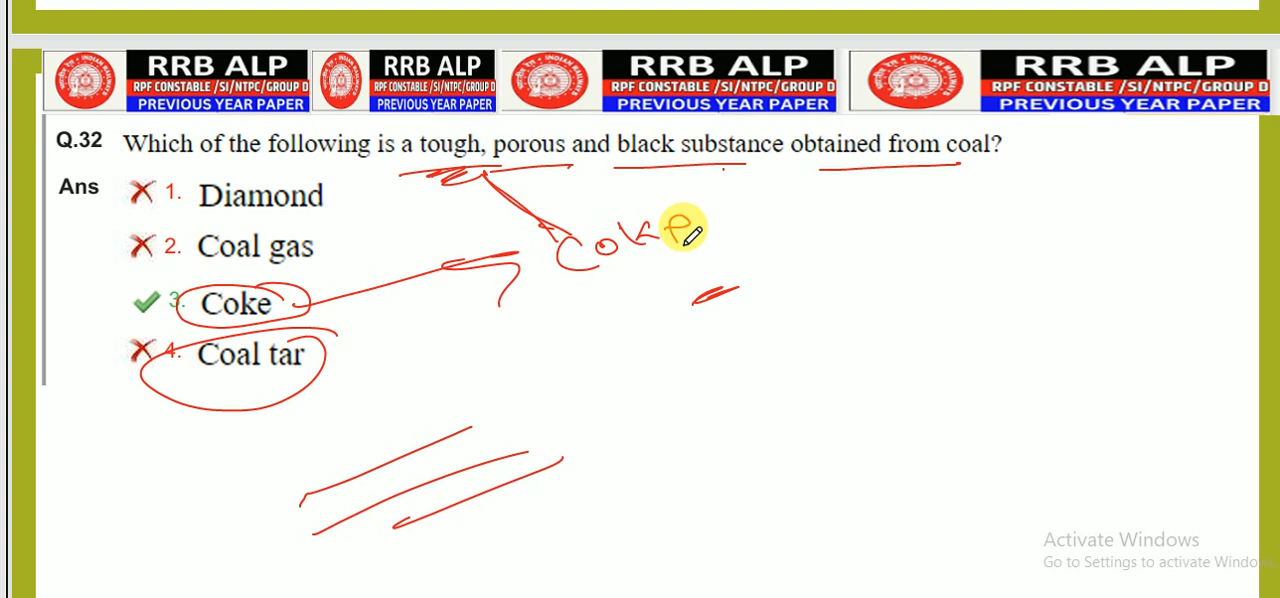 RRB ALP RRB ALP RRB ALP RRB ALP
RPF CONSTABLE /SI/NTPC/GROUP D RPF CONSTABLE /SI/NTPC/GROUP D RPF CONSTABLE /SI/NTPC/GROUP D RPF CONSTABLE /SI/NTPC/GROUP D
PREVIOUS YEAR PAPER PREVIOUS YEAR PAPER PREVIOUS YEAR PAPER PREVIOUS YEAR PAPER
Q.32 Which of the following is a tough, porous and black substance obtained from coal?
Ans 1. Diamond
2. Coal gas
Coke
3. Coke
4. Coal tar
Activate Windows
Go to Settings to activate Windo